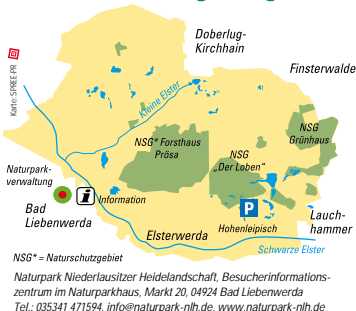 Doberlug-
Kirchhain
Finsterwalde
Karte: SPREE-PR
Kleine Elster
NSG* Forsthaus
Prösa
NSG
„Der Loben“
NSG
Grünhaus
Naturpark-
verwaltung
i
Information
Bad
Liebenwerda
P
Hohenleipisch
Lauch-
hammer
Elsterwerda
Schwarze Elster
NSG* = Naturschutzgebiet
Naturpark Niederlausitzer Heidelandschaft, Besucherinformations-
zentrum im Naturparkhaus, Markt 20, 04924 Bad Liebenwerda
Tel.: 035341 471594, info@naturpark-nlh.de, www.naturpark-nlh.de